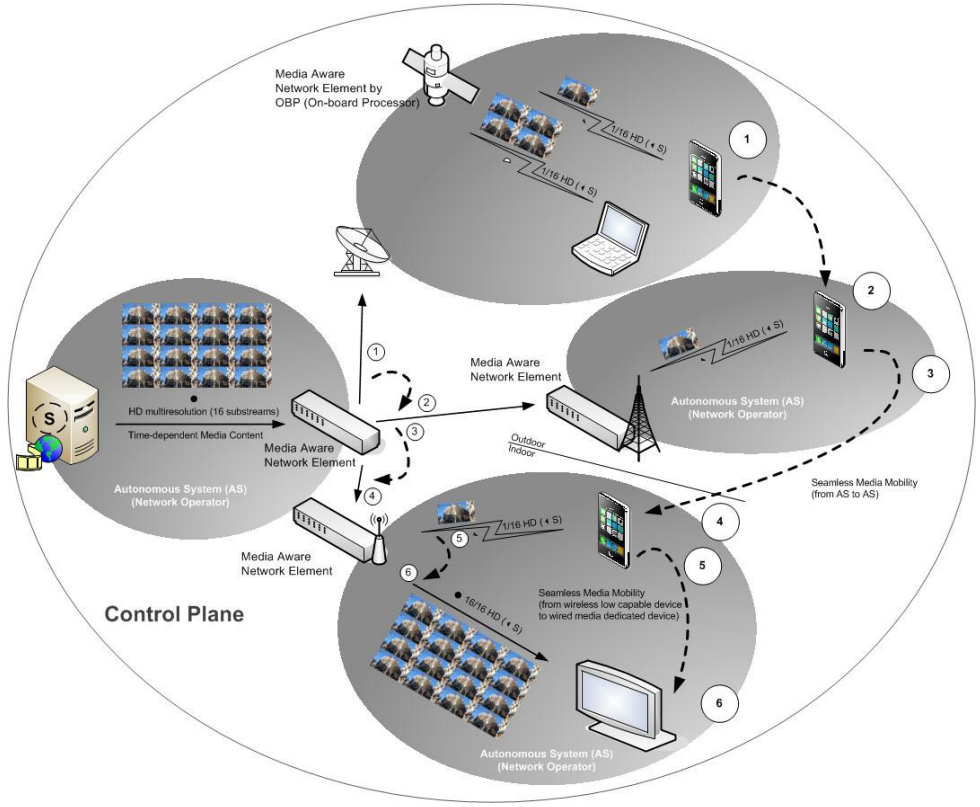 Media Aware
Network Element by
OBP (On-board Processor)
1/16 HD (◂ S)
1/16 HD (◂ S)
1
2
3
Autonomous System (AS)
(Network Operator)
1/16 HD (◂ S)
Media Aware
Network Element
Outdoor
Indoor
Seamless Media Mobility
(from AS to AS)
S
HD multiresolution (16 substreams)
Time-dependent Media Content
Autonomous System (AS)
(Network Operator)
Media Aware
Network Element
1
2
3
4
Media Aware
Network Element
1/16 HD (◂ S)
5
6
4
5
Seamless Media Mobility
(from wireless low capable device
to wired media dedicated device)
16/16 HD (◂ S)
6
Autonomous System (AS)
(Network Operator)
Control Plane